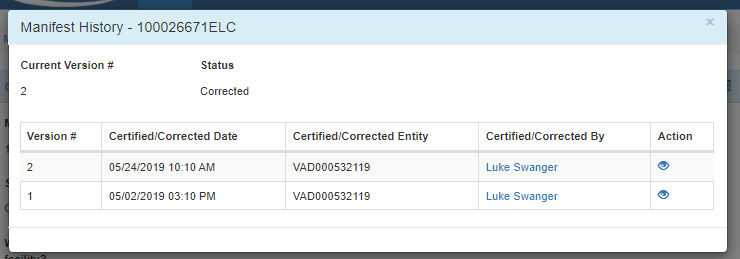 Manifest History - 100026671ELC ×
Current Version # Status
2 Corrected
Version # Certified/Corrected Date Certified/Corrected Entity Certified/Corrected By Action
2 05/24/2019 10:10 AM VAD000532119 Luke Swanger
1 05/02/2019 03:10 PM VAD000532119 Luke Swanger